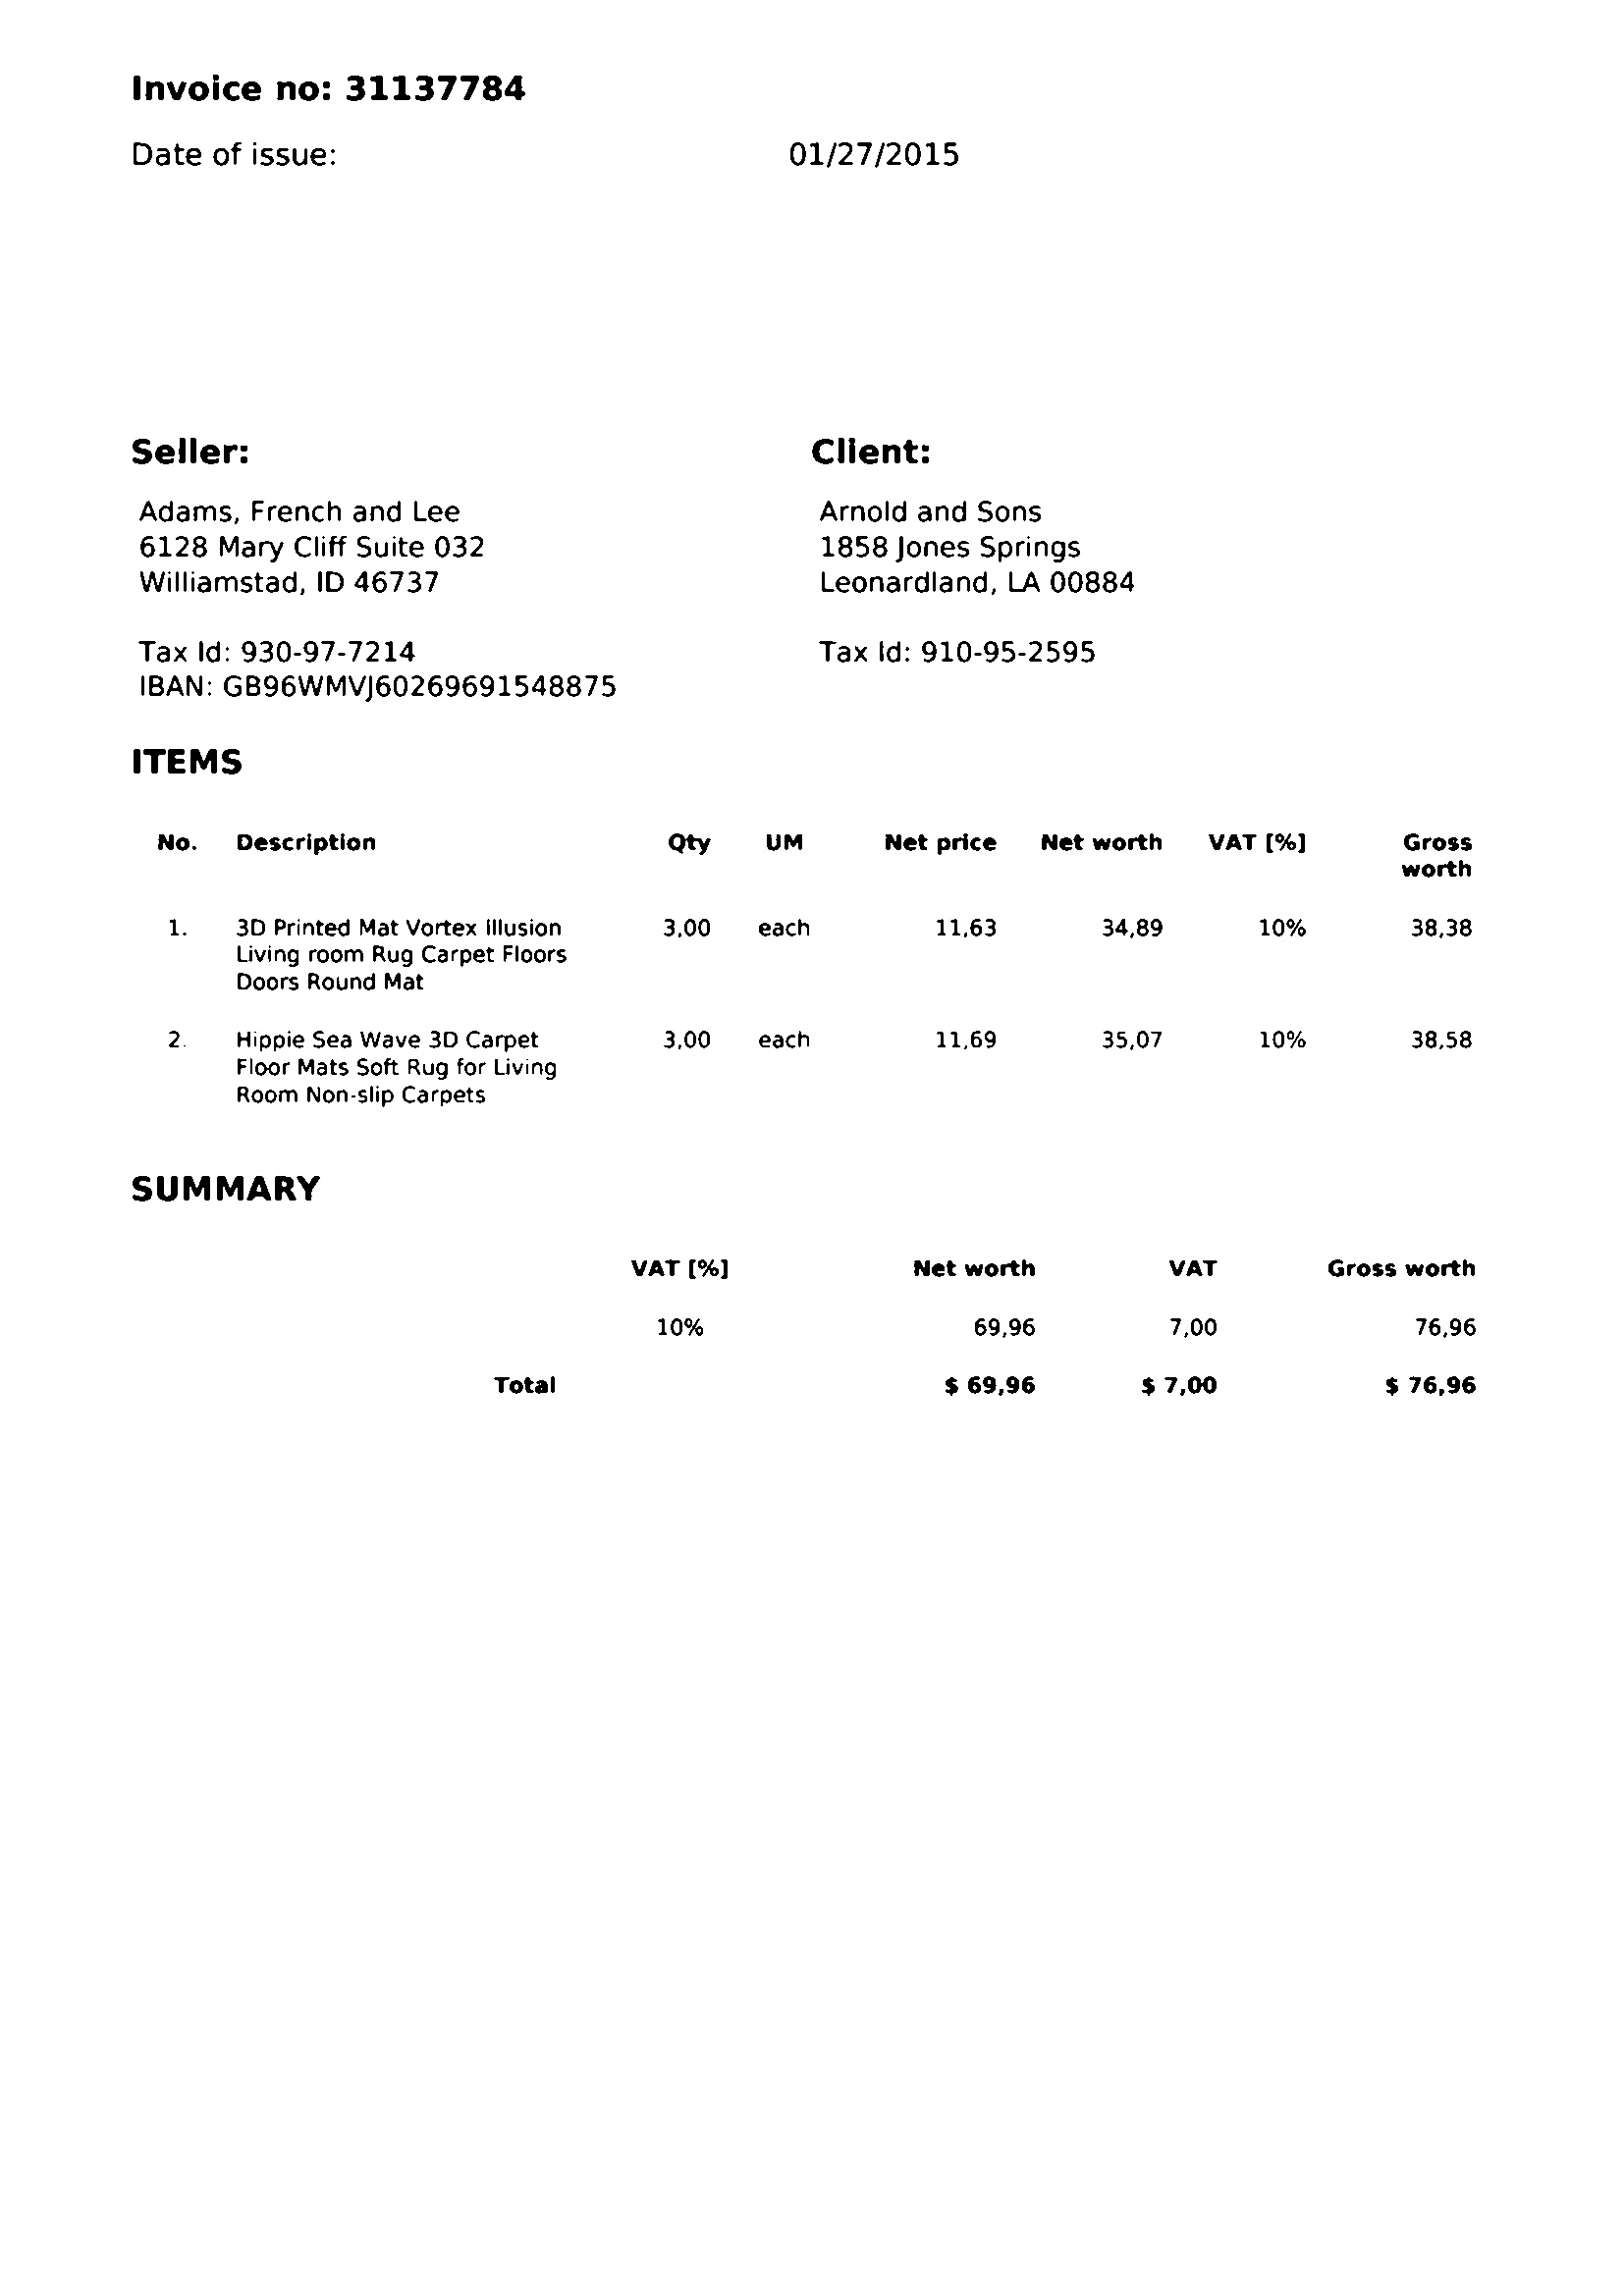 Invoice no: 31137784
Date of issue: 01/27/2015
Seller: Client:
Adams, French and Lee Arnold and Sons
6128 Mary Cliff Suite 032 1858 Jones Springs
Williamstad, ID 46737 Leonardland, LA 00884
Tax Id: 930-97-7214 Tax Id: 910-95-2595
IBAN: GB96WMVJ60269691548875
ITEMS
No. Description Qty UM Net price Net worth VAT [%] Gross
worth
1. 3D Printed Mat Vortex Illusion 3,00 each 11,63 34,89 10% 38,38
Living room Rug Carpet Floors
Doors Round Mat
2. Hippie Sea Wave 3D Carpet 3,00 each 11,69 35,07 10% 38,58
Floor Mats Soft Rug for Living
Room Non-slip Carpets
SUMMARY
VAT [%] Net worth VAT Gross worth
10% 69,96 7,00 76,96
Total $ 69,96 $ 7,00 $ 76,96